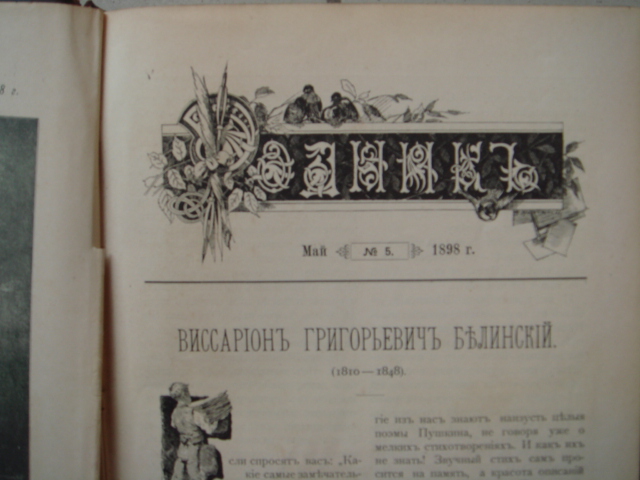 8 г.
РОДНИКЪ
Май № 5. 1898 г.
ВИССАРІОНЪ ГРИГОРЬЕВИЧЪ БѢЛИНСКІЙ.
(1810—1848).
сли спросятъ васъ: „Ка-
кіе самые замѣчатель-
гіе изъ насъ знаютъ наизусть цѣлыя
поэмы Пушкина, не говоря уже о
мелкихъ стихотвореніяхъ. И какъ ихъ
не знать! Звучный стихъ самъ про-
сится на память, а красота описаній